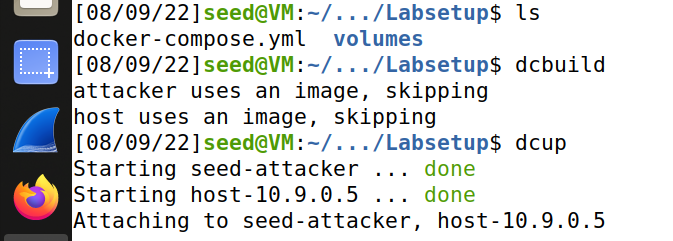 [08/09/22]seed@VM:~/.../Labsetup$ ls
docker-compose.yml  volumes
[08/09/22]seed@VM:~/.../Labsetup$ dcbuild
attacker uses an image, skipping
host uses an image, skipping
[08/09/22]seed@VM:~/.../Labsetup$ dcup
Starting seed-attacker ... done
Starting host-10.9.0.5 ... done
Attaching to seed-attacker, host-10.9.0.5